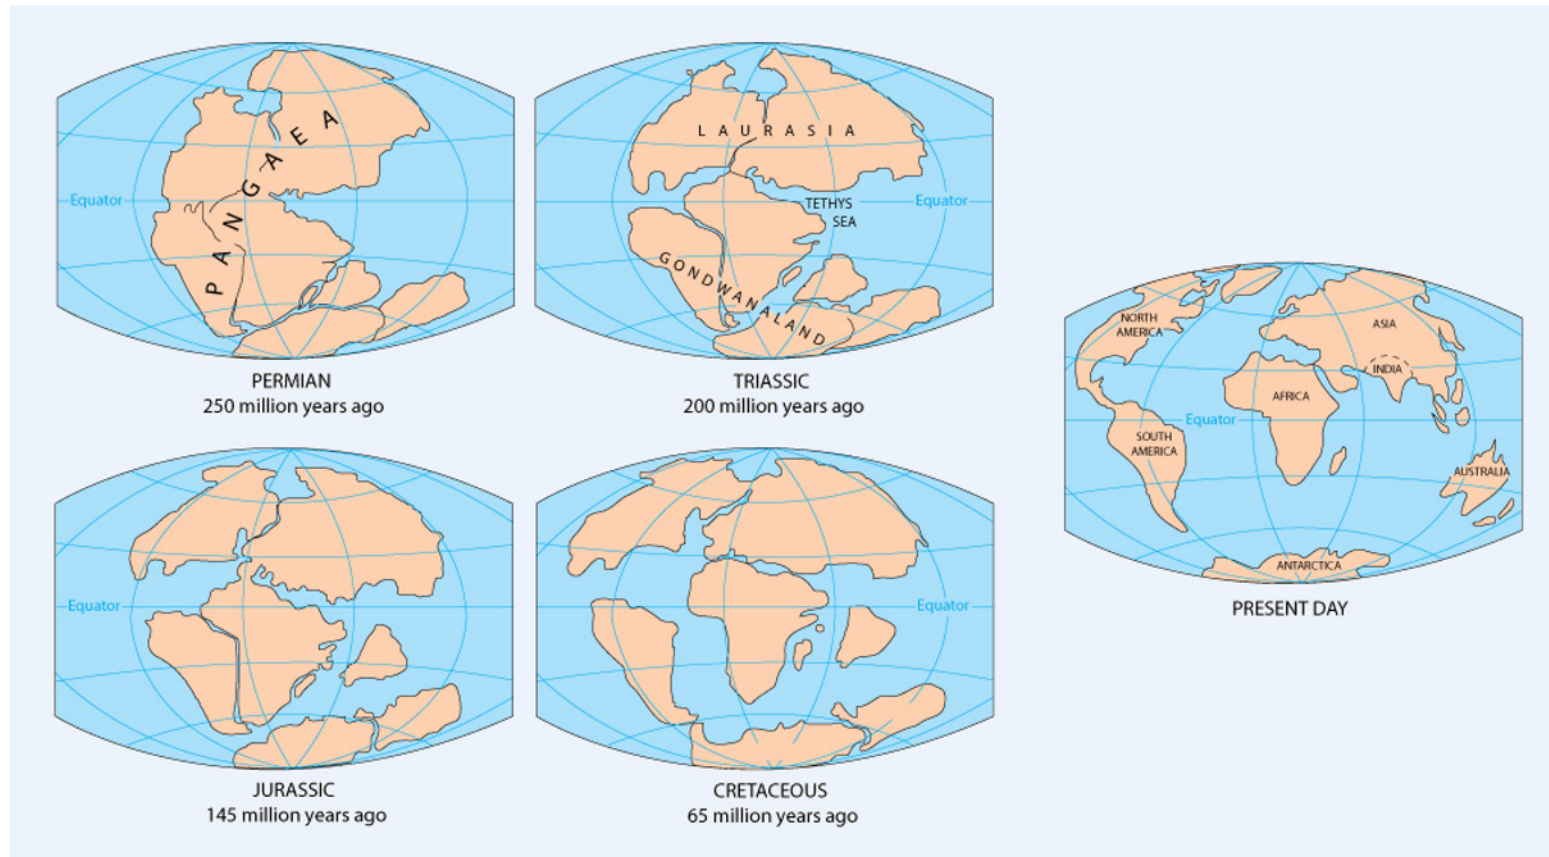 PANGAEA
Equator
PERMIAN
250 million years ago
LAURASIA
TETHYS
SEA
Equator
GONDWANALAND
TRIASSIC
200 million years ago
Equator
JURASSIC
145 million years ago
Equator
CRETACEOUS
65 million years ago
NORTH
AMERICA
ASIA
INDIA
AFRICA
Equator
SOUTH
AMERICA
AUSTRALIA
ANTARCTICA
PRESENT DAY